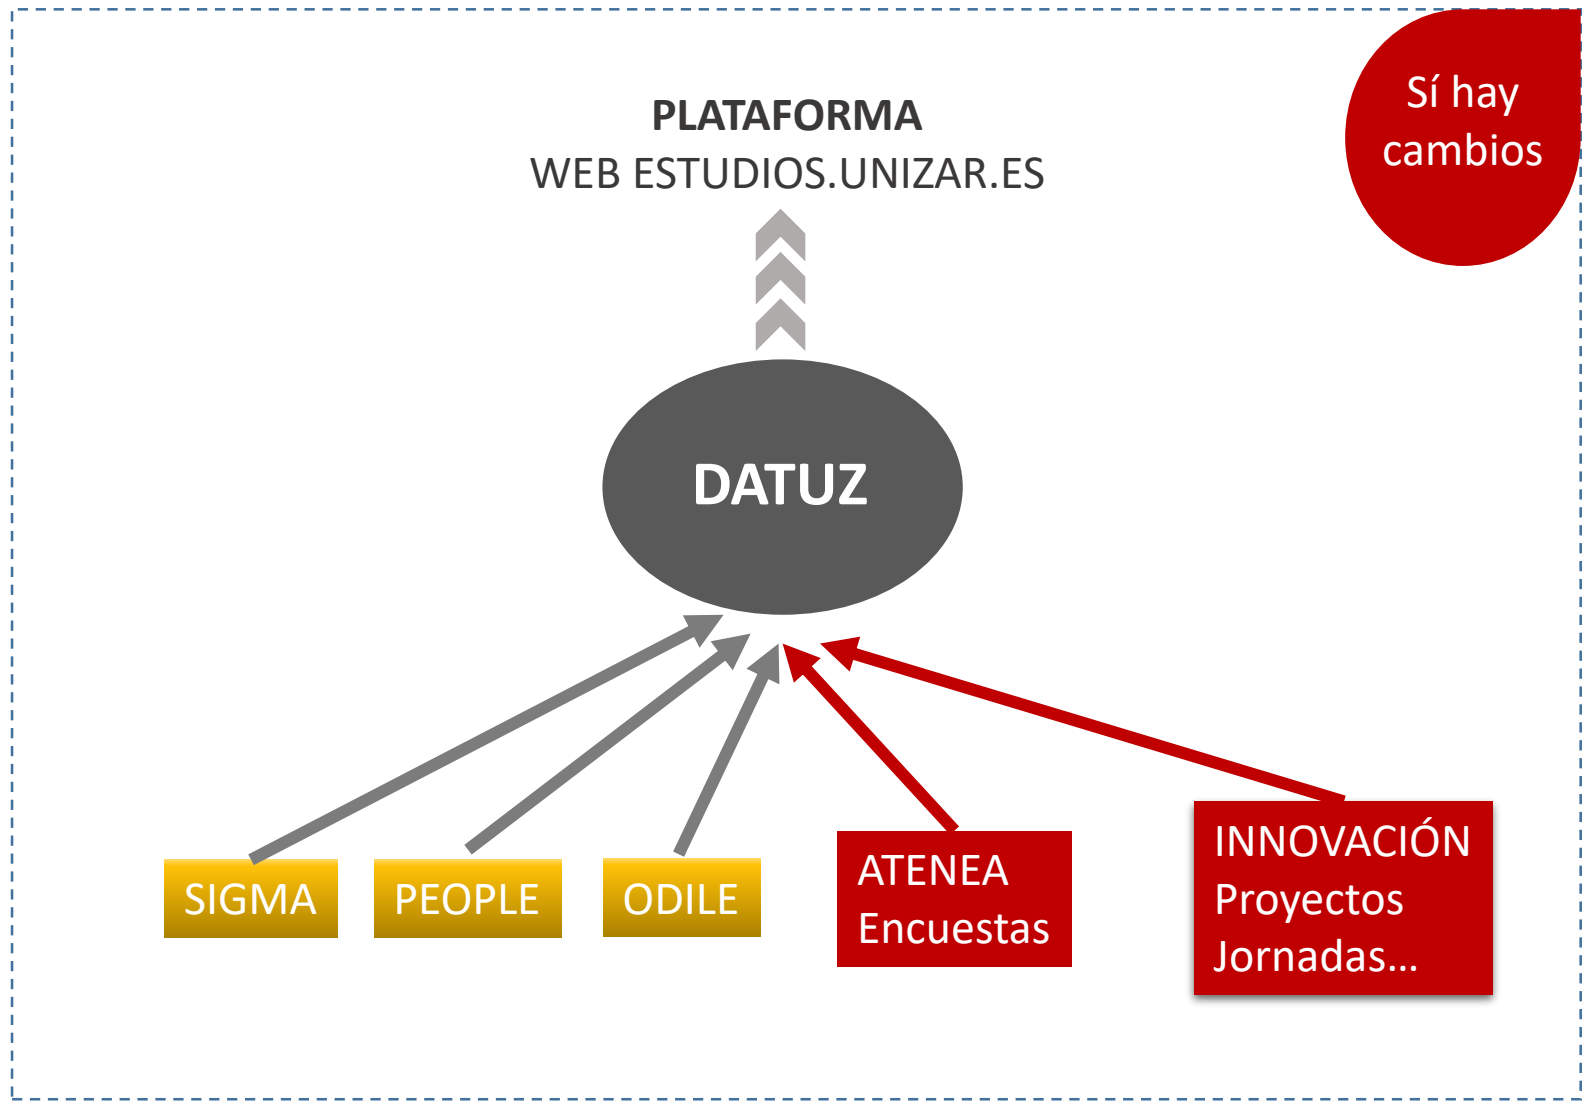 Sí hay
cambios
PLATAFORMA
WEB ESTUDIOS.UNIZAR.ES
DATUZ
SIGMA
PEOPLE
ODILE
ATENEA
Encuestas
INNOVACIÓN
Proyectos
Jornadas…